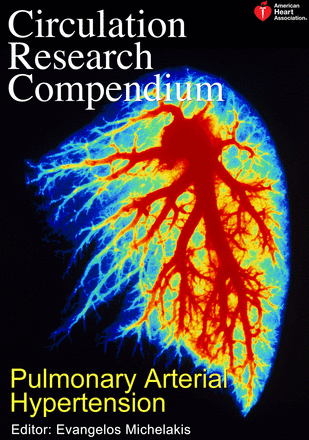 Circulation
Research
Compendium
American
Heart
Association®
Pulmonary Arterial
Hypertension
Editor: Evangelos Michelakis